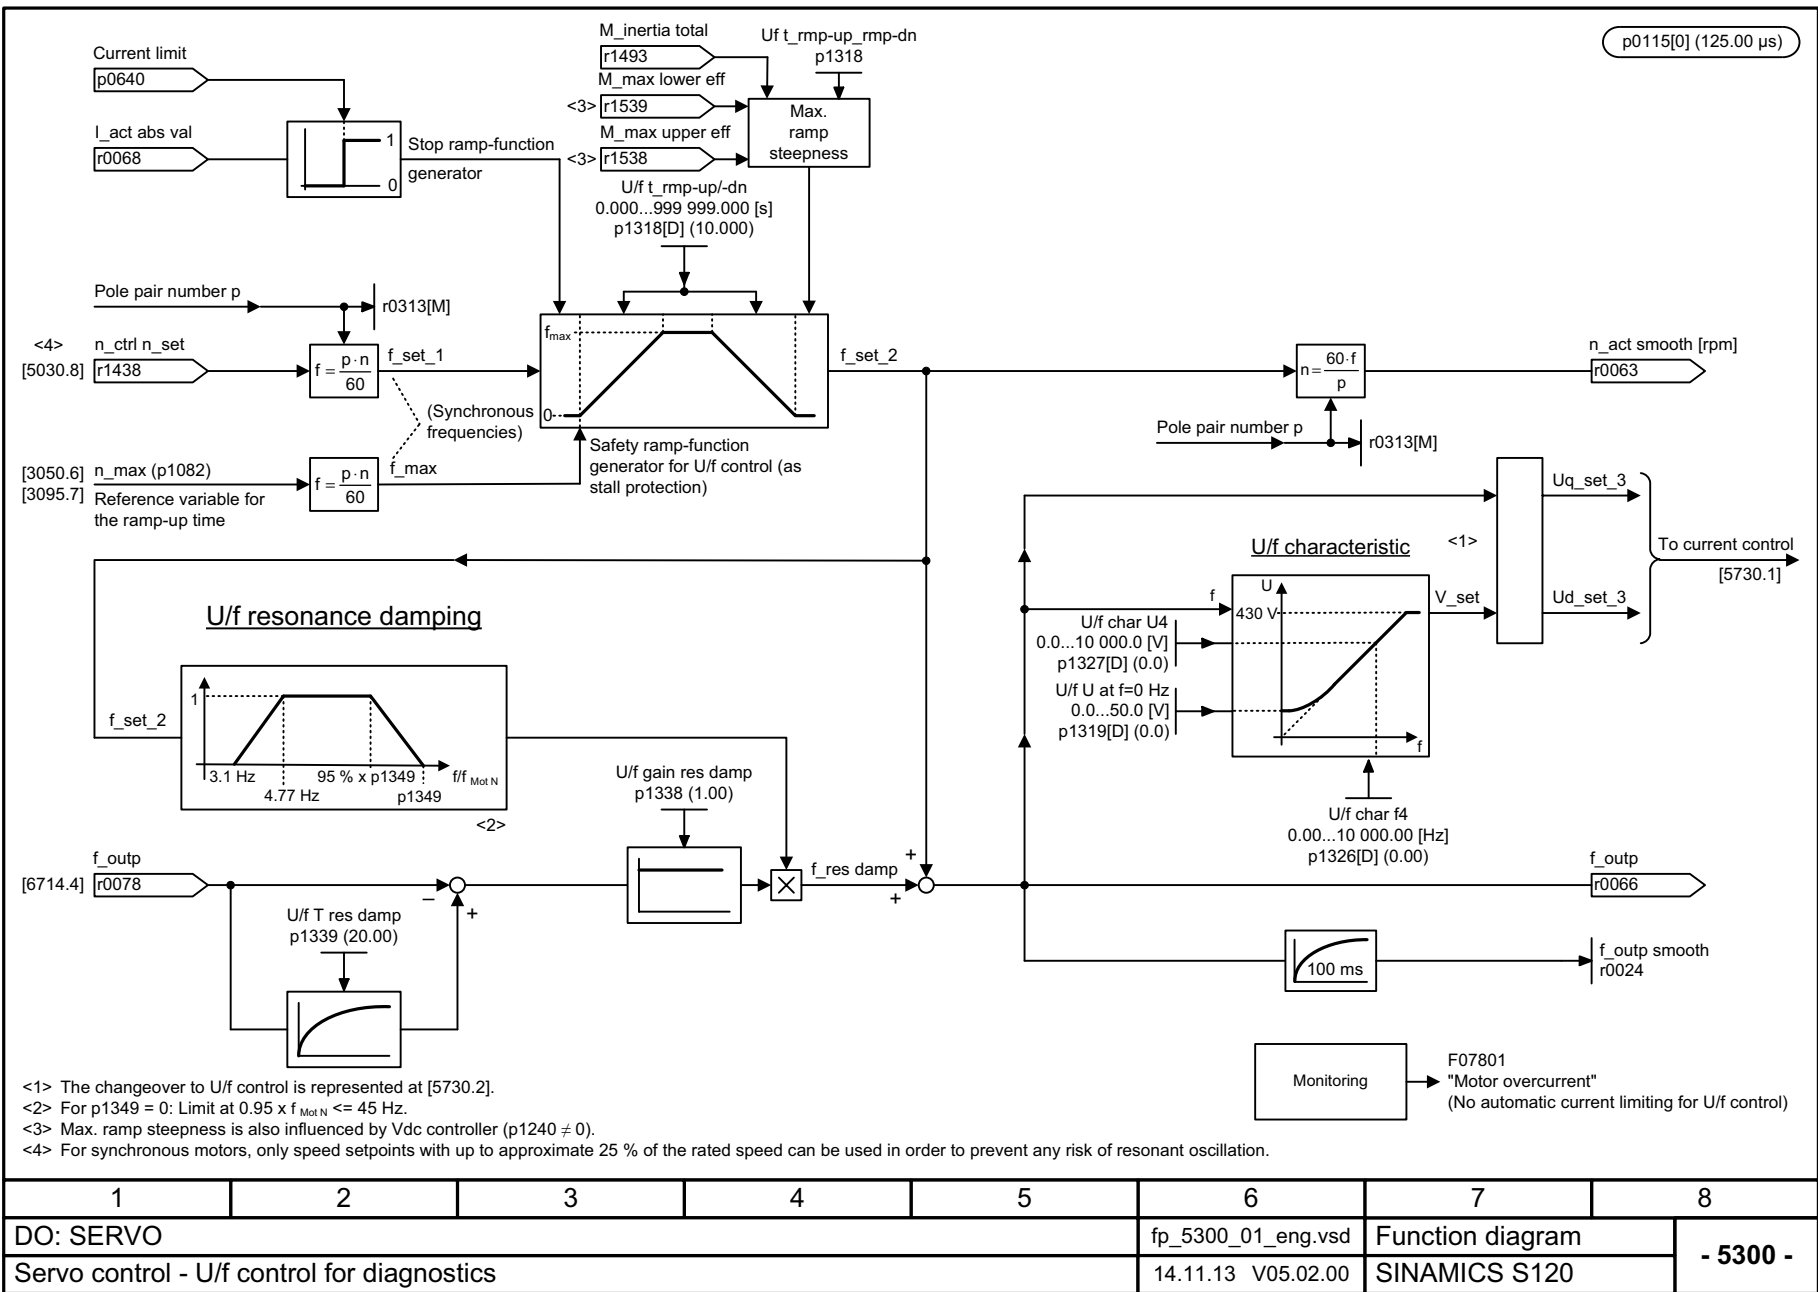 Current limit
p0640
I_act abs val
r0068
1
0
Stop ramp-function
generator
M_inertia total
r1493
M_max lower eff
<3> r1539
M_max upper eff
<3> r1538
Uf t_rmp-up_rmp-dn
p1318
Max.
ramp
steepness
p0115[0] (125.00 µs)
U/f t_rmp-up/-dn
0.000...999 999.000 [s]
p1318[D] (10.000)
Pole pair number p
r0313[M]
<4>
[5030.8]
n_ctrl n_set
r1438
f = p·n
60
f_set_1
(Synchronous
frequencies)
[3050.6]
[3095.7]
n_max (p1082)
Reference variable for
the ramp-up time
f = p·n
60
f_max
fmax
0
Safety ramp-function
generator for U/f control (as
stall protection)
f_set_2
n = 60·f
p
n_act smooth [rpm]
r0063
Pole pair number p
r0313[M]
Uq_set_3
Ud_set_3
To current control
[5730.1]
<1>
U/f characteristic
f
U
430 V
f
V_set
U/f char U4
0.0...10 000.0 [V]
p1327[D] (0.0)
U/f U at f=0 Hz
0.0...50.0 [V]
p1319[D] (0.0)
U/f char f4
0.00...10 000.00 [Hz]
p1326[D] (0.00)
U/f resonance damping
f_set_2
1
3.1 Hz
95 % x p1349
f/f Mot N
4.77 Hz
p1349
<2>
U/f gain res damp
p1338 (1.00)
f_outp
[6714.4] r0078
−
+
U/f T res damp
p1339 (20.00)
×
f_res damp
+
+
f_outp
r0066
100 ms
f_outp smooth
r0024
Monitoring
F07801
"Motor overcurrent"
(No automatic current limiting for U/f control)
<1> The changeover to U/f control is represented at [5730.2].
<2> For p1349 = 0: Limit at 0.95 x f Mot N <= 45 Hz.
<3> Max. ramp steepness is also influenced by Vdc controller (p1240 ≠ 0).
<4> For synchronous motors, only speed setpoints with up to approximate 25 % of the rated speed can be used in order to prevent any risk of resonant oscillation.
1 2 3 4 5 6 7 8
DO: SERVO
fp_5300_01_eng.vsd
Function diagram
- 5300 -
Servo control - U/f control for diagnostics
14.11.13 V05.02.00
SINAMICS S120